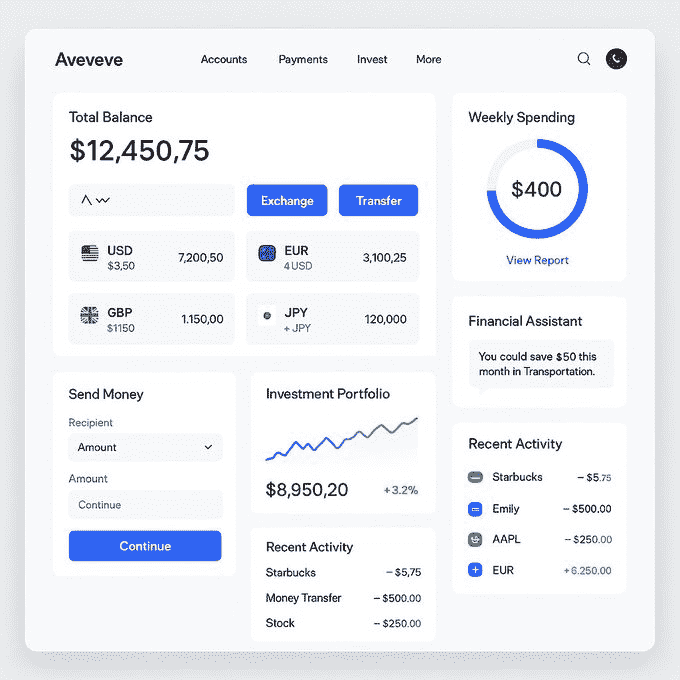 Aveveve
Accounts
Payments
Invest
More
Total Balance
$12,450,75
Exchange
Transfer
USD
$3,50
7,200,50
EUR
4 USD
3,100,25
GBP
$1150
1.150,00
JPY
+ JPY
120,000
Weekly Spending
$400
View Report
Financial Assistant
You could save $50 this
month in Transportation.
Send Money
Recipient
Amount
Amount
Continue
Continue
Investment Portfolio
$8,950,20
+3.2%
Recent Activity
Starbucks
– $5,75
Money Transfer
– $500.00
Stock
– $250.00
Recent Activity
Starbucks
– $5.75
Emily
– $500.00
AAPL
– $250.00
EUR
+6.250.00